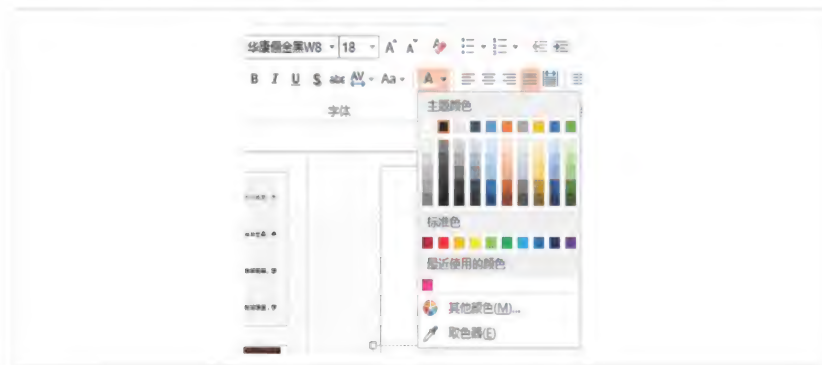 华康俪金黑W8 18 A A
B I U S abc AV Aa A
字体
主题颜色
标准色
最近使用的颜色
其他颜色(M)...
取色器(E)